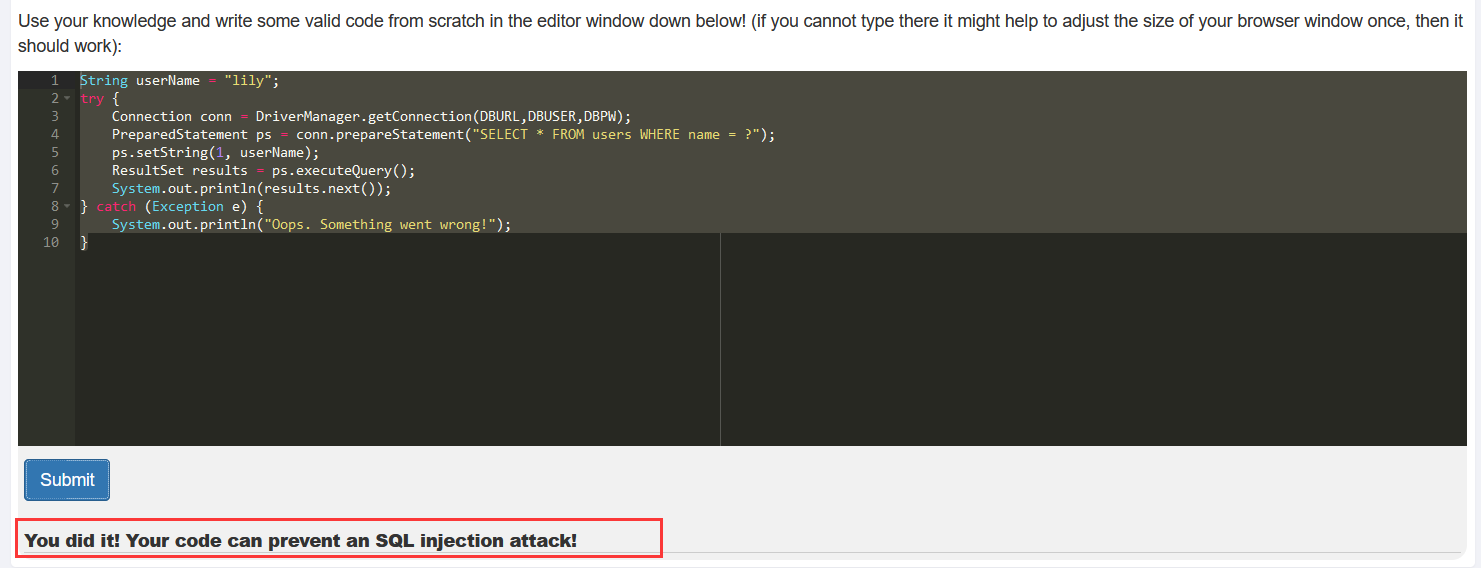 Use your knowledge and write some valid code from scratch in the editor window down below! (if you cannot type there it might help to adjust the size of your browser window once, then it
should work):
1 String userName = "lily";
2 try {
3     Connection conn = DriverManager.getConnection(DBURL,DBUSER,DBPW);
4     PreparedStatement ps = conn.prepareStatement("SELECT * FROM users WHERE name = ?");
5     ps.setString(1, userName);
6     ResultSet results = ps.executeQuery();
7     System.out.println(results.next());
8 } catch (Exception e) {
9     System.out.println("Oops. Something went wrong!");
10 }
Submit
You did it! Your code can prevent an SQL injection attack!